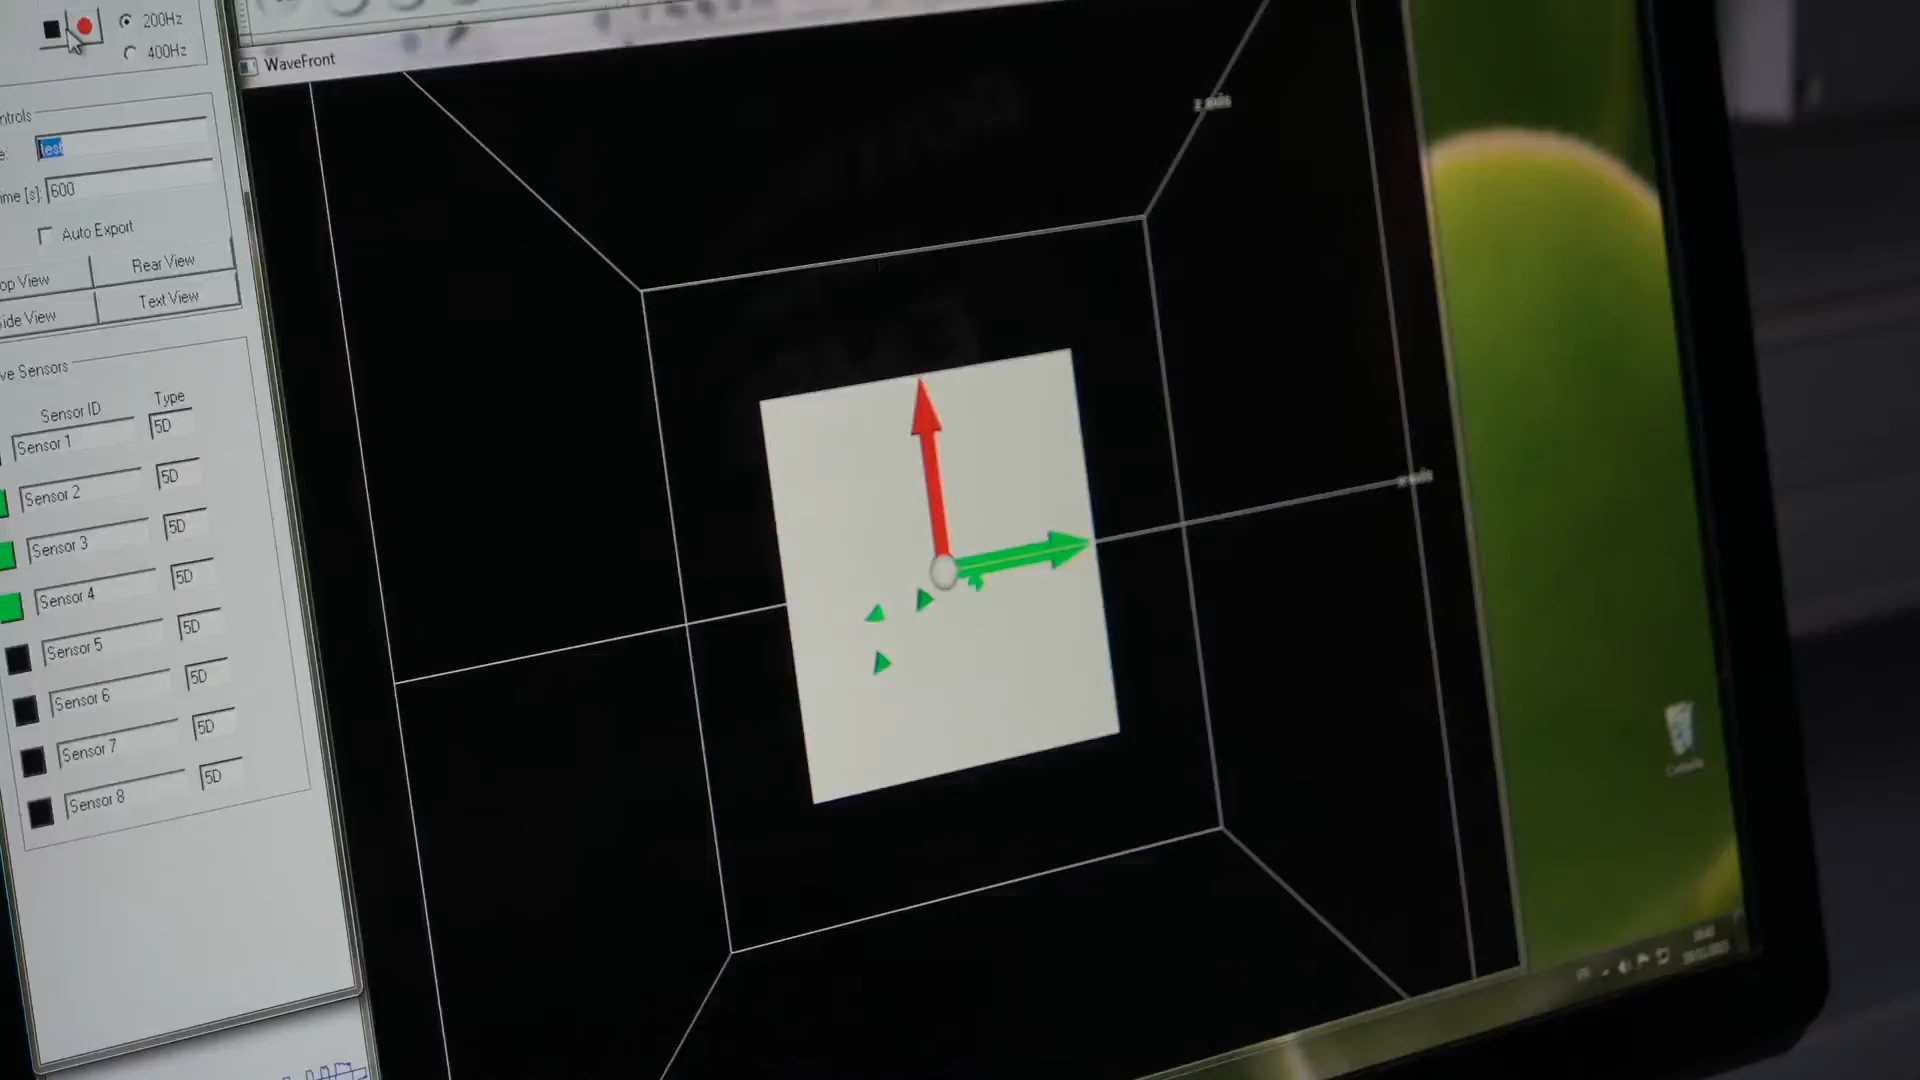 200Hz
400Hz
WaveFront
ntrols
e: test
ime [s]: 600
Auto Export
op View
Rear View
ide View
Text View
ve Sensors
Sensor ID
Type
Sensor 1
5D
Sensor 2
5D
Sensor 3
5D
Sensor 4
5D
Sensor 5
5D
Sensor 6
5D
Sensor 7
5D
Sensor 8
5D
z axis